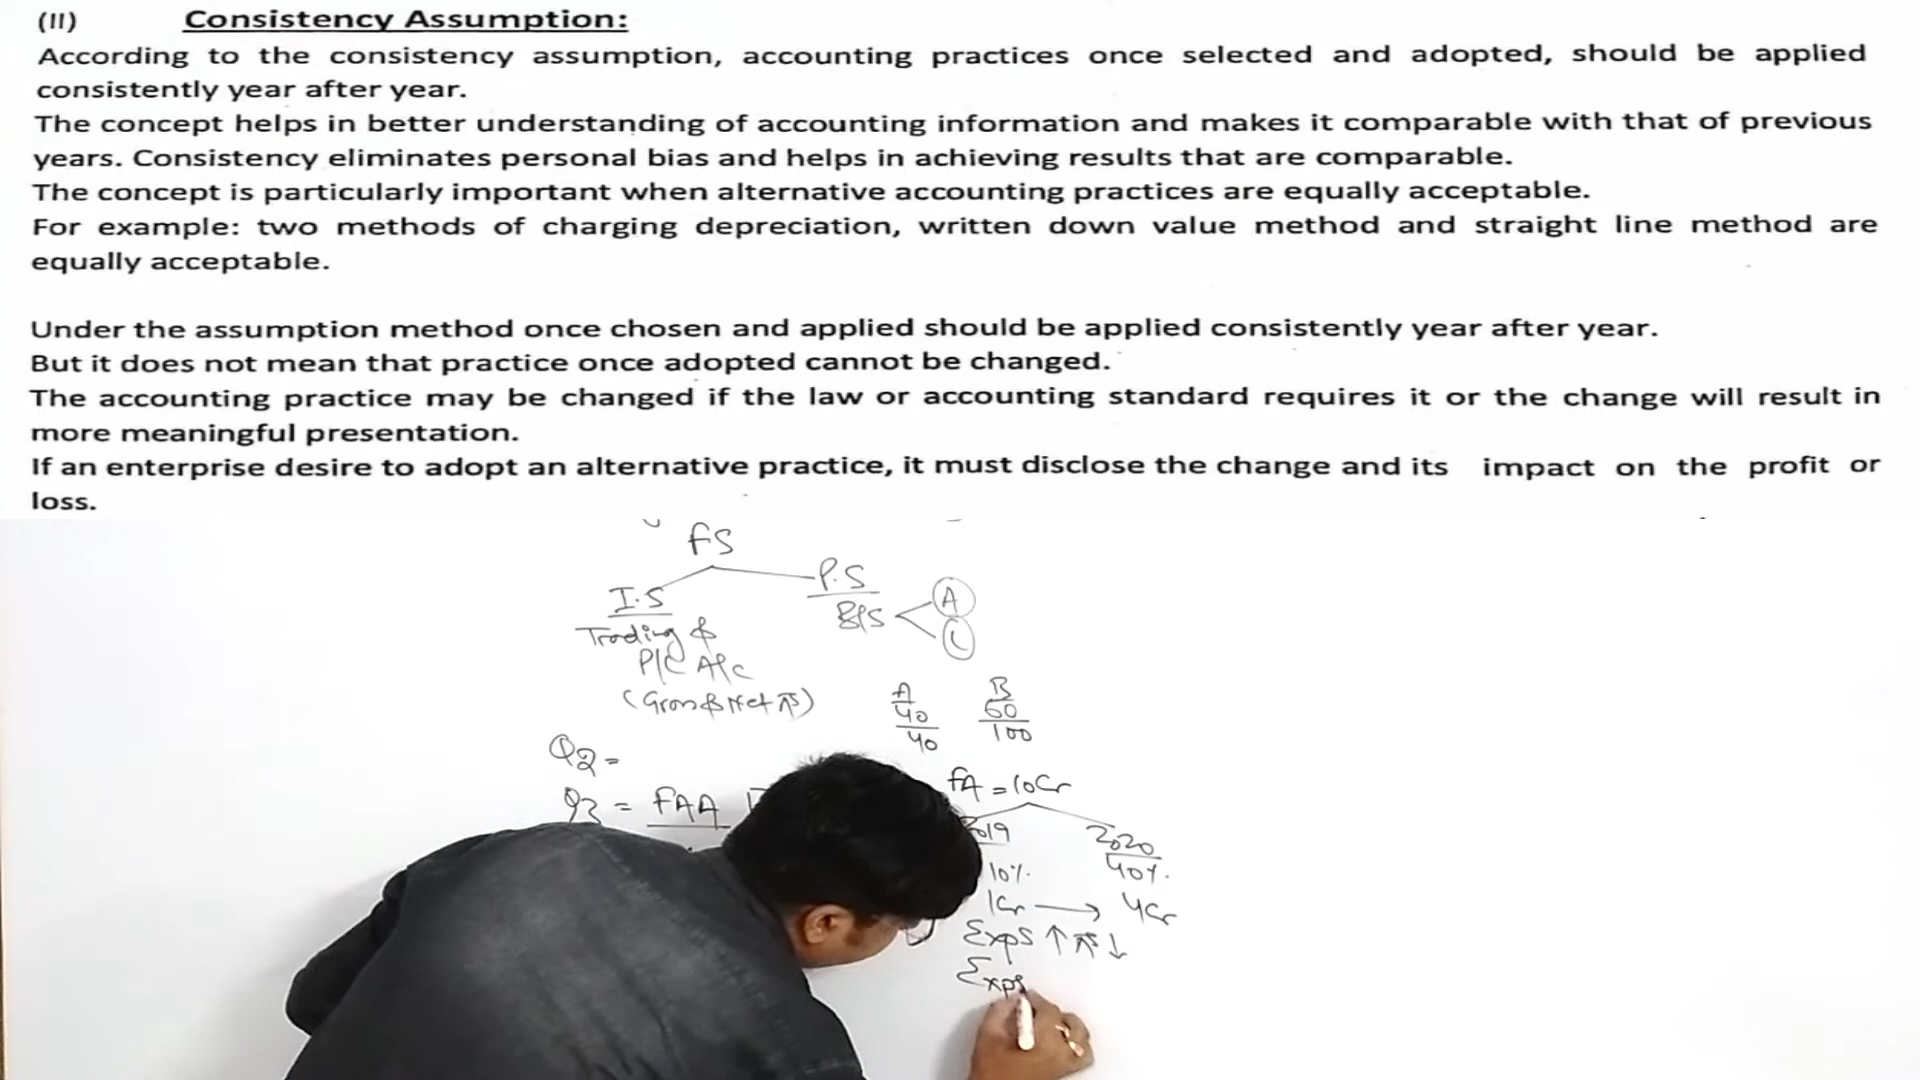 (II) Consistency Assumption:
According to the consistency assumption, accounting practices once selected and adopted, should be applied
consistently year after year.
The concept helps in better understanding of accounting information and makes it comparable with that of previous
years. Consistency eliminates personal bias and helps in achieving results that are comparable.
The concept is particularly important when alternative accounting practices are equally acceptable.
For example: two methods of charging depreciation, written down value method and straight line method are
equally acceptable.
Under the assumption method once chosen and applied should be applied consistently year after year.
But it does not mean that practice once adopted cannot be changed.
The accounting practice may be changed if the law or accounting standard requires it or the change will result in
more meaningful presentation.
If an enterprise desire to adopt an alternative practice, it must disclose the change and its impact on the profit or
loss.
FS
I.S P.S
B/S A
L
Trading &
A/c
A B
40 60
40 100
Q2 =
Q3 = FAA
FA = 10Cr
2019 2020
10% 40%
1Cr → 4Cr
Exps ↑ ↓
Exps